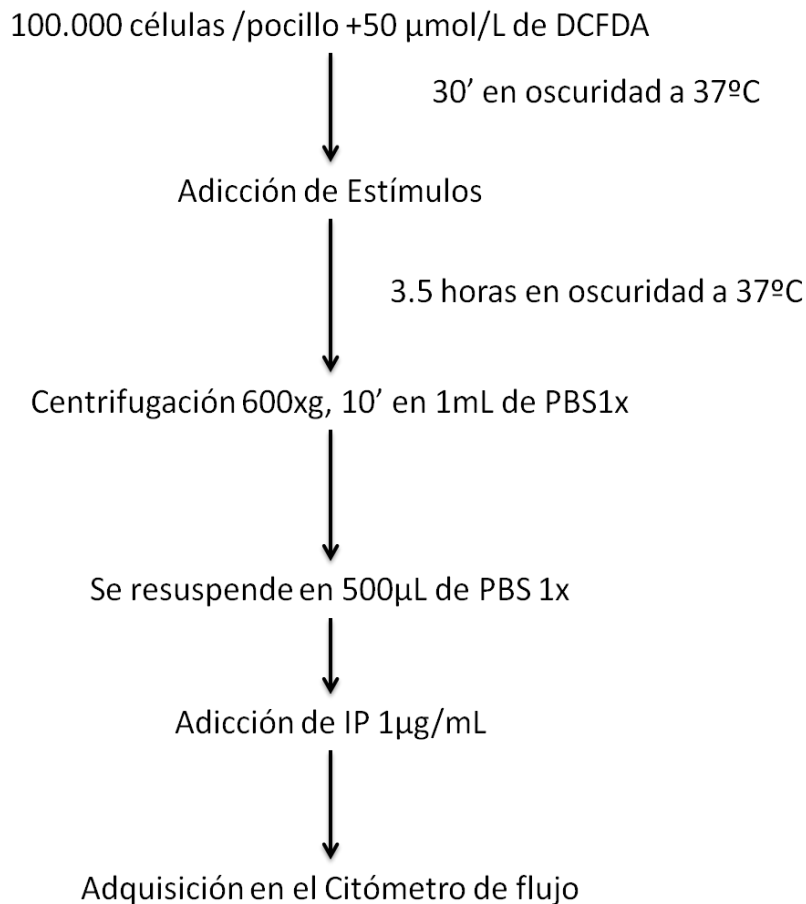 100.000 células /pocillo +50 µmol/L de DCFDA
30’ en oscuridad a 37ºC
Adicción de Estímulos
3.5 horas en oscuridad a 37ºC
Centrifugación 600xg, 10’ en 1mL de PBS1x
Se resuspende en 500µL de PBS 1x
Adicción de IP 1µg/mL
Adquisición en el Citómetro de flujo